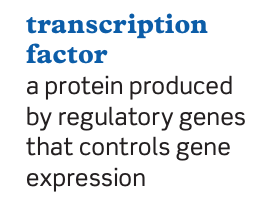 transcription
factor
a protein produced
by regulatory genes
that controls gene
expression